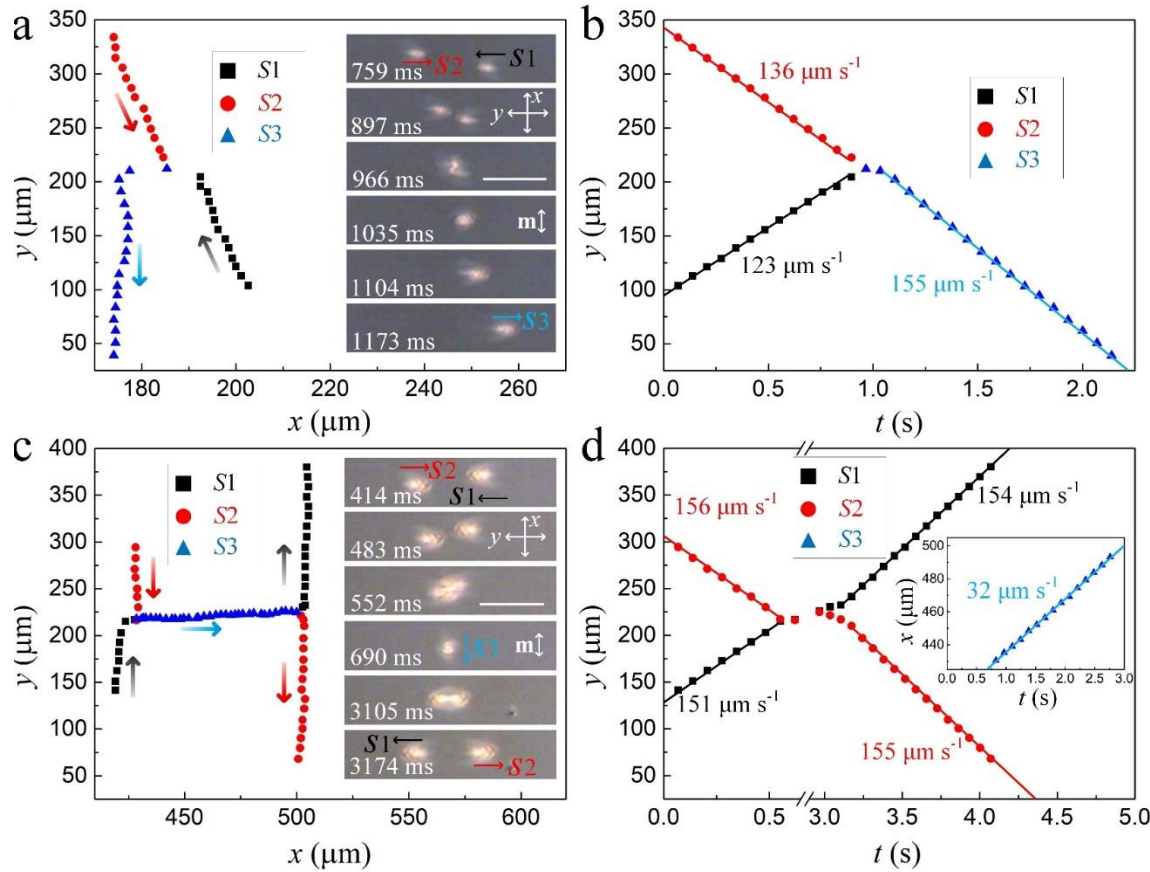 a
350
300
250
200
150
100
50
y (μm)
180
200
220
240
260
x (μm)
S1
S2
S3
759 ms
S2
S1
897 ms
y
x
966 ms
1035 ms
m
1104 ms
1173 ms
S3
b
350
300
250
200
150
100
50
y (μm)
0.0
0.5
1.0
1.5
2.0
t (s)
136 μm s-1
123 μm s-1
155 μm s-1
S1
S2
S3
c
400
350
300
250
200
150
100
50
y (μm)
450
500
550
600
x (μm)
S1
S2
S3
414 ms
S2
S1
483 ms
y
x
552 ms
690 ms
S3
m
3105 ms
S1
3174 ms
S2
d
400
350
300
250
200
150
100
50
y (μm)
0.0
0.5
3.0
3.5
4.0
4.5
5.0
t (s)
S1
S2
S3
156 μm s-1
154 μm s-1
151 μm s-1
155 μm s-1
500
480
460
440
x (μm)
0.0
0.5
1.0
1.5
2.0
2.5
3.0
t (s)
32 μm s-1